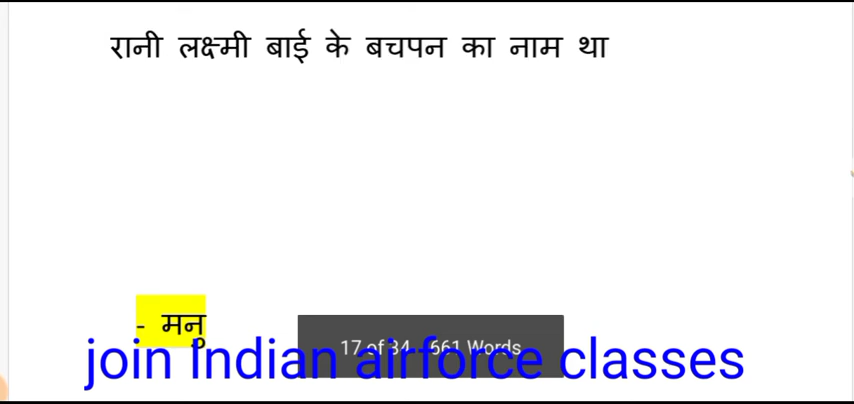 रानी लक्ष्मी बाई के बचपन का नाम था
- मनु
17 of 34 661 Words
join Indian airforce classes